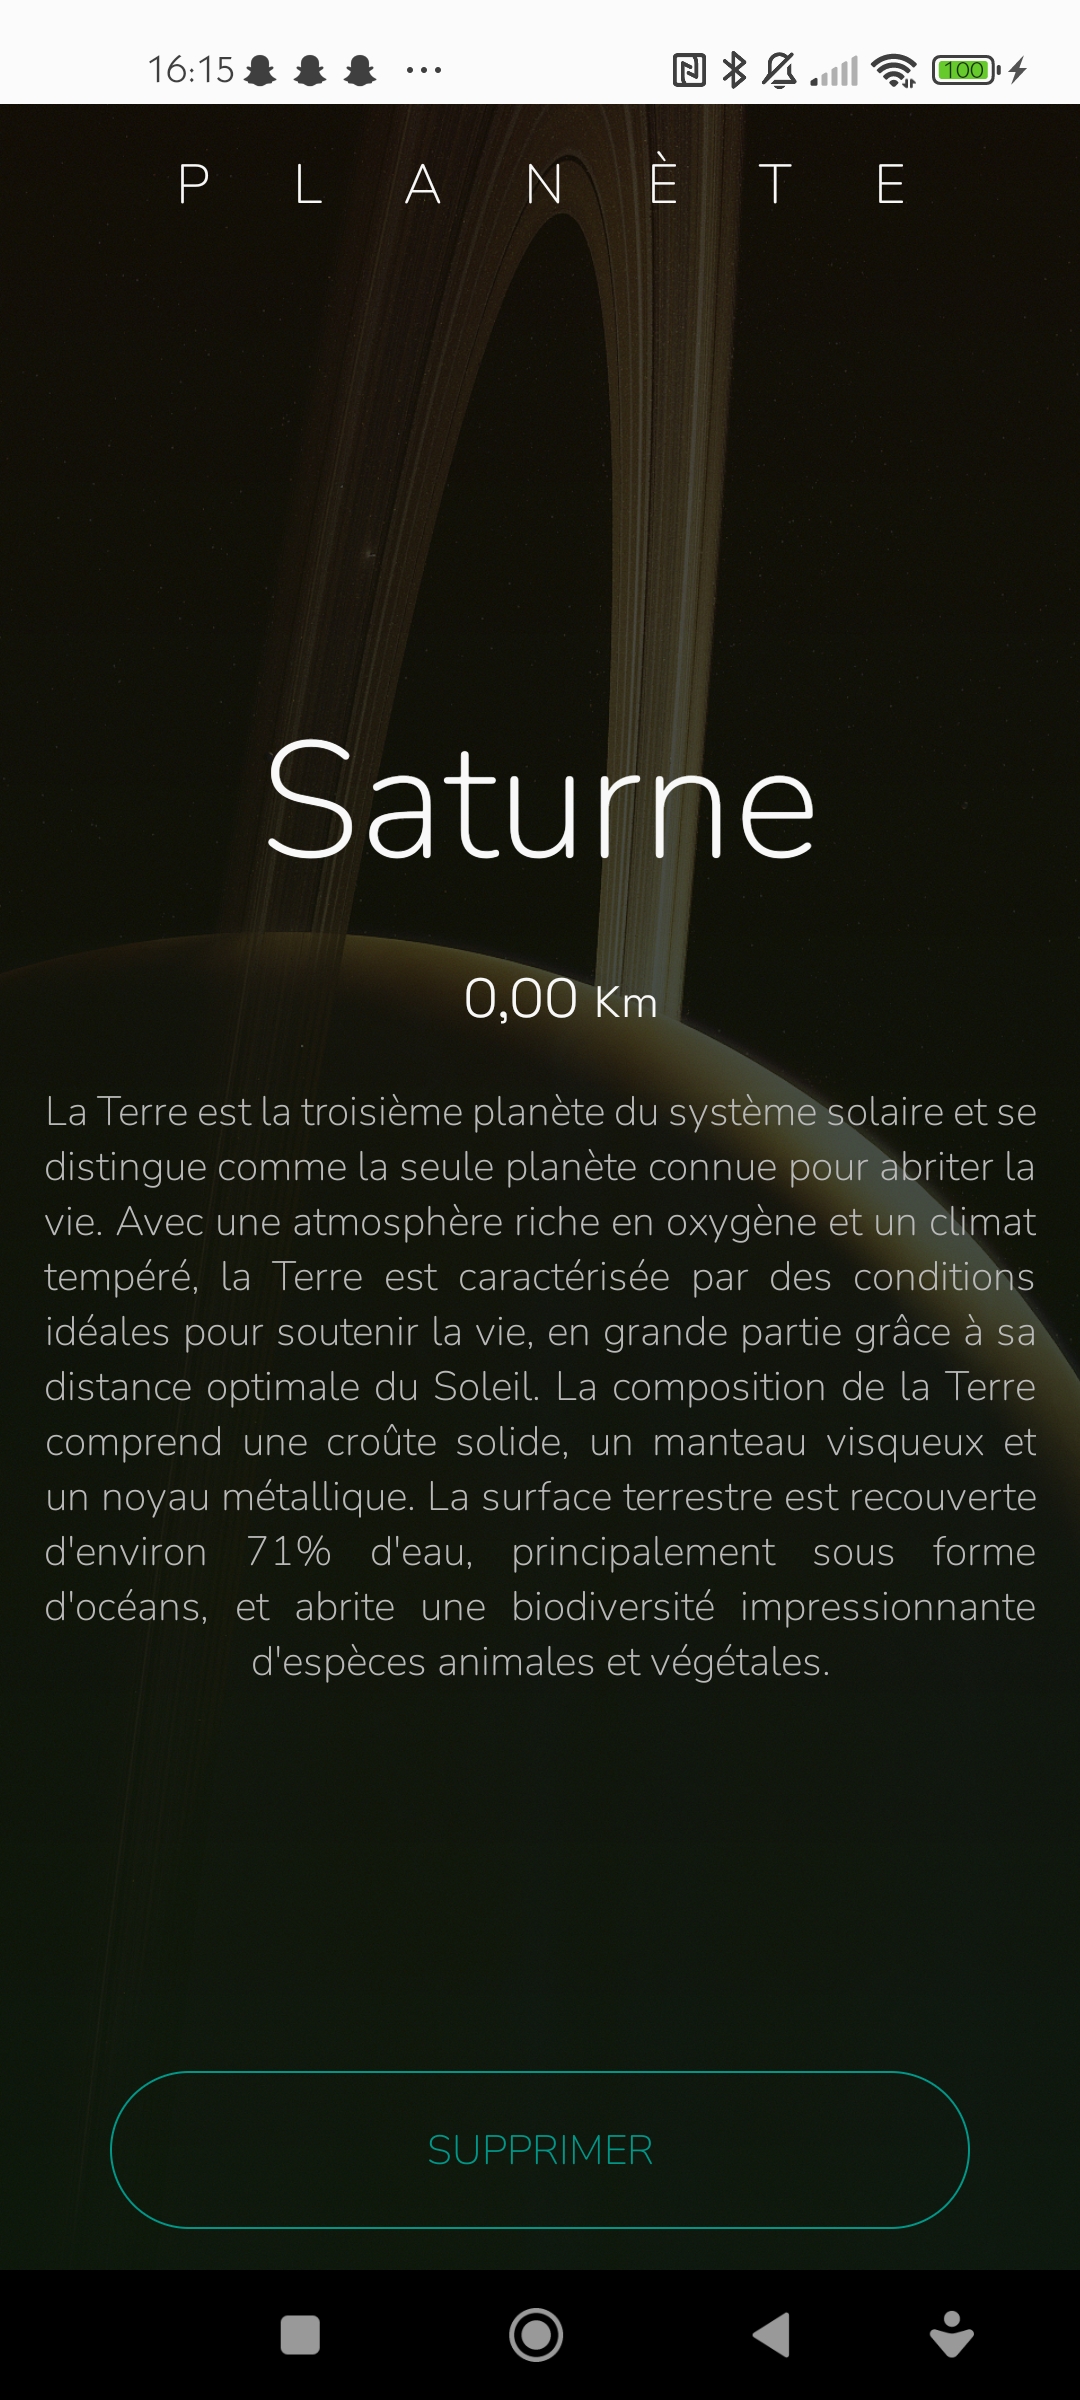 16:15
100
PLANÈTE
Saturne
0,00 Km
La Terre est la troisième planète du système solaire et se
distingue comme la seule planète connue pour abriter la
vie. Avec une atmosphère riche en oxygène et un climat
tempéré, la Terre est caractérisée par des conditions
idéales pour soutenir la vie, en grande partie grâce à sa
distance optimale du Soleil. La composition de la Terre
comprend une croûte solide, un manteau visqueux et
un noyau métallique. La surface terrestre est recouverte
d'environ 71% d'eau, principalement sous forme
d'océans, et abrite une biodiversité impressionnante
d'espèces animales et végétales.
SUPPRIMER